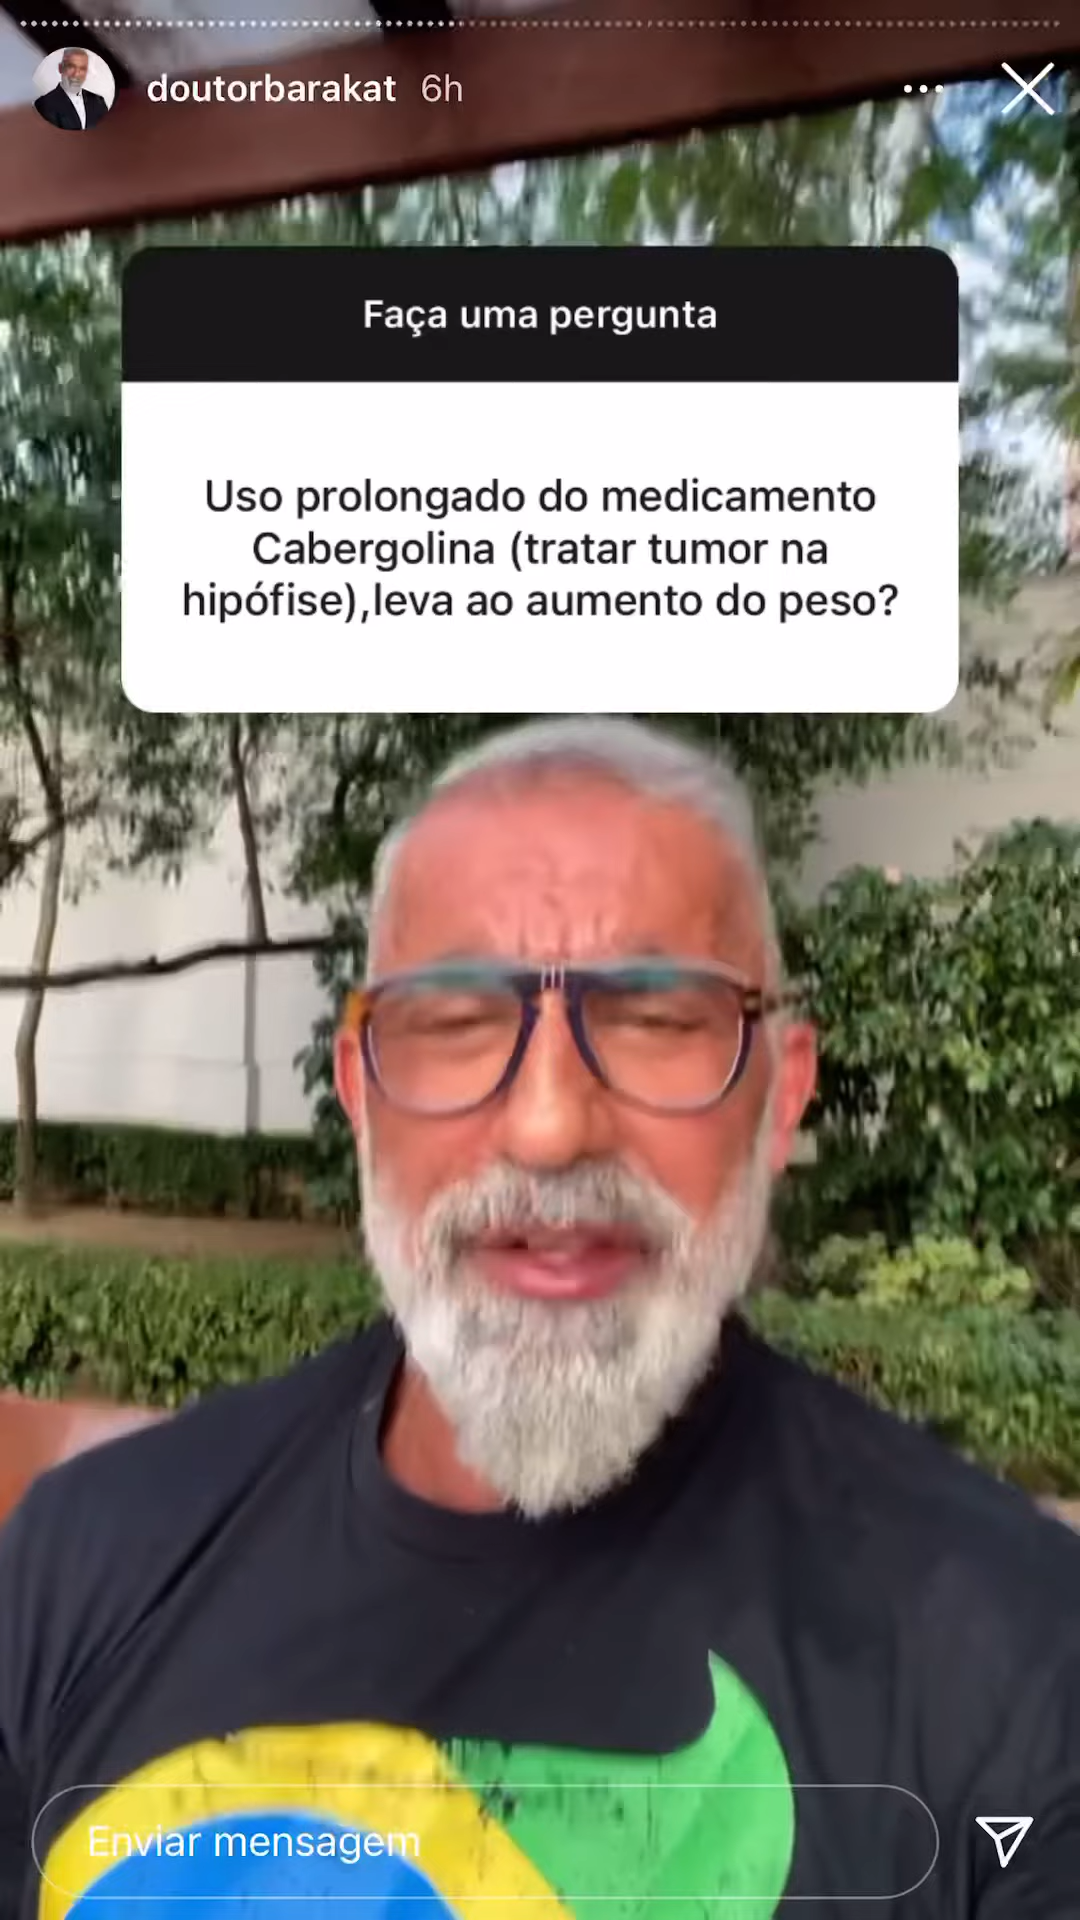 doutorbarakat 6h
Faça uma pergunta
Uso prolongado do medicamento
Cabergolina (tratar tumor na
hipófise),leva ao aumento do peso?
Enviar mensagem